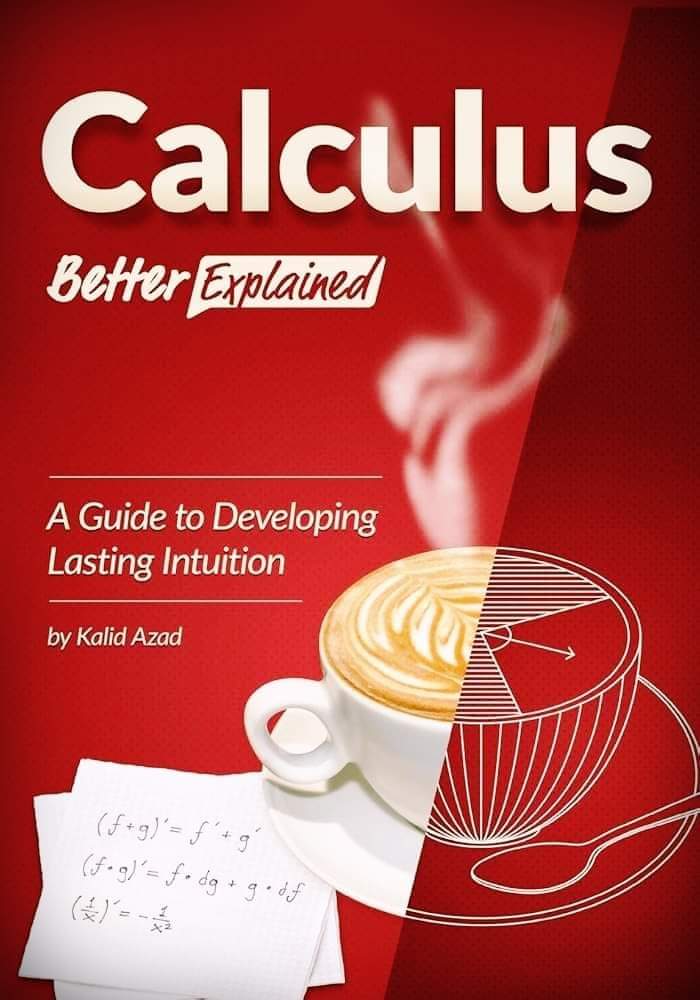 Calculus
Better Explained
A Guide to Developing
Lasting Intuition
by Kalid Azad
(f+g)′ = f′ + g′
(f•g)′ = f • dg + g • df
(1/x)′ = - 1/x²